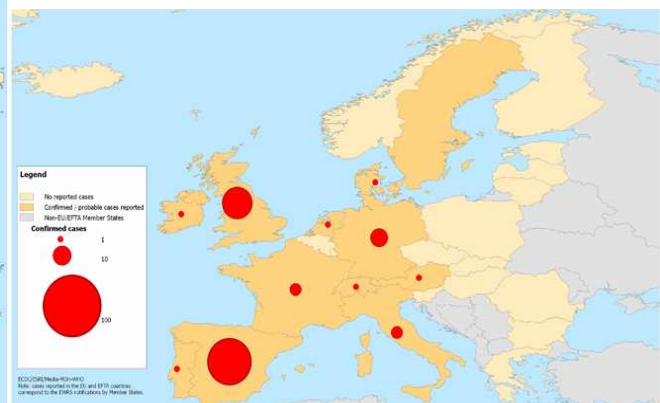 Legend
No reported cases
Confirmed / probable cases reported
Non-EU/EFTA Member States
Confirmed cases
1
10
100
ECDC/ESRI/Media-MOH-WHO
Note: cases reported in the EU and EFTA countries
correspond to the EWRS notifications by Member States.